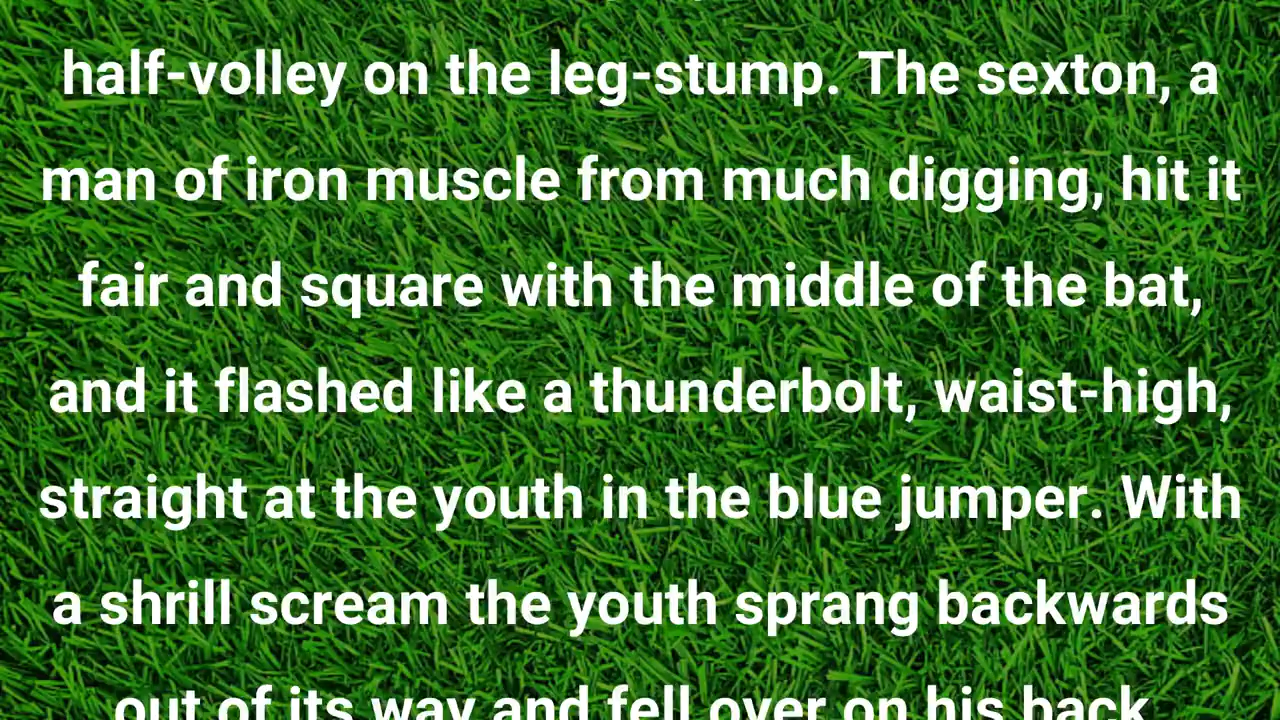 half-volley on the leg-stump. The sexton, a
man of iron muscle from much digging, hit it
fair and square with the middle of the bat,
and it flashed like a thunderbolt, waist-high,
straight at the youth in the blue jumper. With
a shrill scream the youth sprang backwards
out of its way and fell over on his back